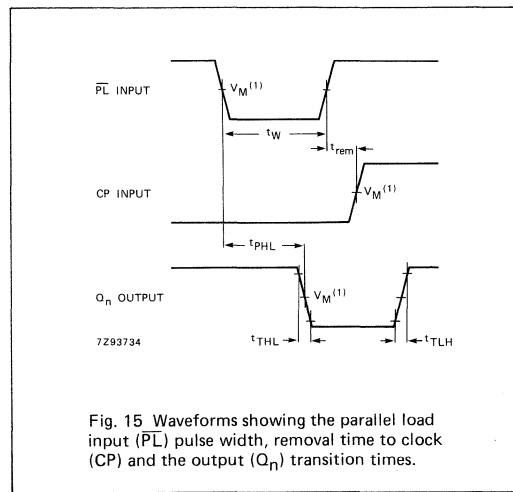 PL INPUT
VM(1)
tW
trem
CP INPUT
VM(1)
tPHL
Qn OUTPUT
VM(1)
7Z93734
tTHL
tTLH
Fig. 15 Waveforms showing the parallel load
input (PL) pulse width, removal time to clock
(CP) and the output (Qn) transition times.